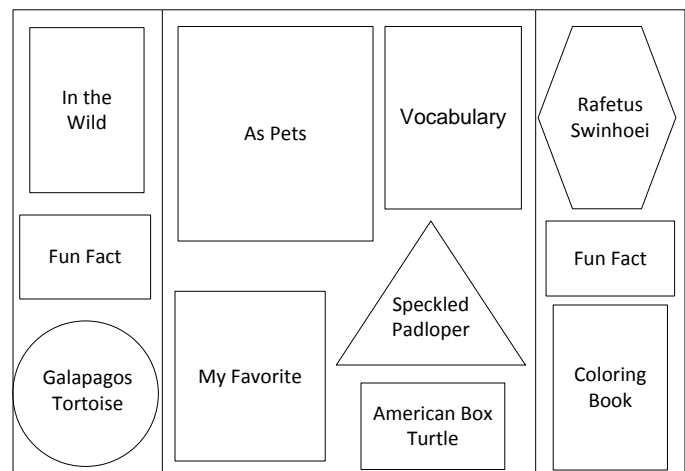 In the
Wild
Fun Fact
Galapagos
Tortoise
As Pets
Vocabulary
My Favorite
Speckled
Padloper
American Box
Turtle
Rafetus
Swinhoei
Fun Fact
Coloring
Book